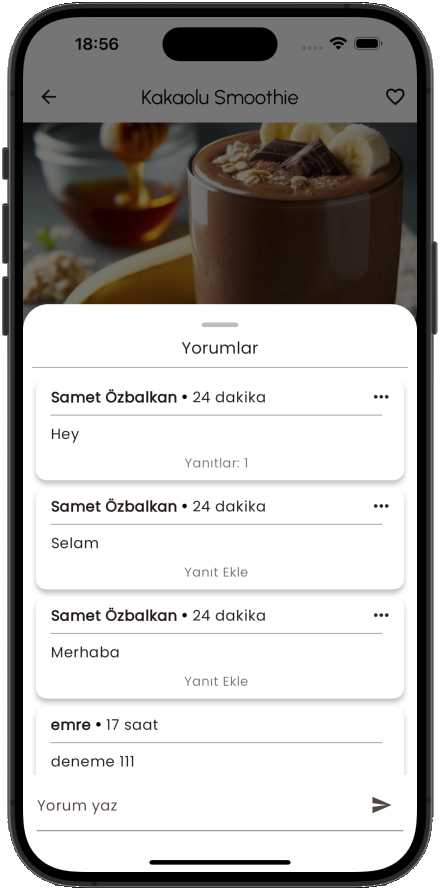 18:56
Kakaolu Smoothie
Yorumlar
Samet Özbalkan • 24 dakika
Hey
Yanıtlar: 1
Samet Özbalkan • 24 dakika
Selam
Yanıt Ekle
Samet Özbalkan • 24 dakika
Merhaba
Yanıt Ekle
emre • 17 saat
deneme 111
Yorum yaz